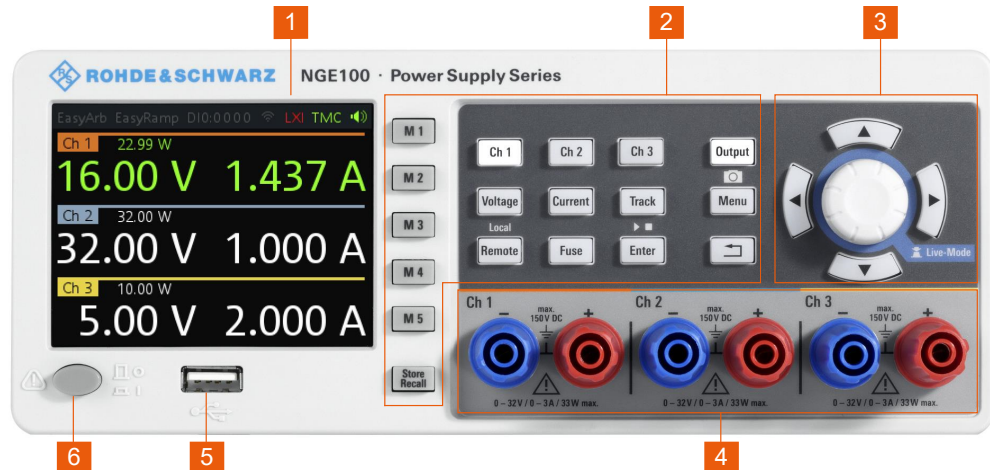 1
2
3
R&S ROHDE&SCHWARZ NGE100 · Power Supply Series
EasyArb EasyRamp DI0:0000 LXI TMC
Ch 1 22.99 W
16.00 V 1.437 A
Ch 2 32.00 W
32.00 V 1.000 A
Ch 3 10.00 W
5.00 V 2.000 A
M 1
M 2
M 3
M 4
M 5
Store
Recall
Ch 1 Ch 2 Ch 3 Output
Voltage Current Track Menu
Local
Remote Fuse Enter
Live-Mode
Ch 1 Ch 2 Ch 3
− max. + − max. + − max. +
150V DC 150V DC 150V DC
0 – 32V / 0 – 3A / 33W max. 0 – 32V / 0 – 3A / 33W max. 0 – 32V / 0 – 3A / 33W max.
6
5
4